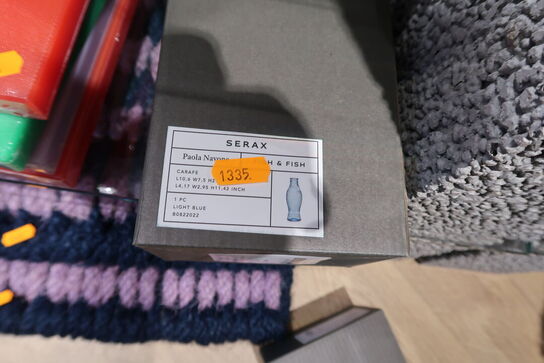 SERAX
Paola Navone
& FISH
1335.
CARAFE
L10,6 W7,5
L4,17 W2,95 H11,42 INCH
1 PC
LIGHT BLUE
B0822022